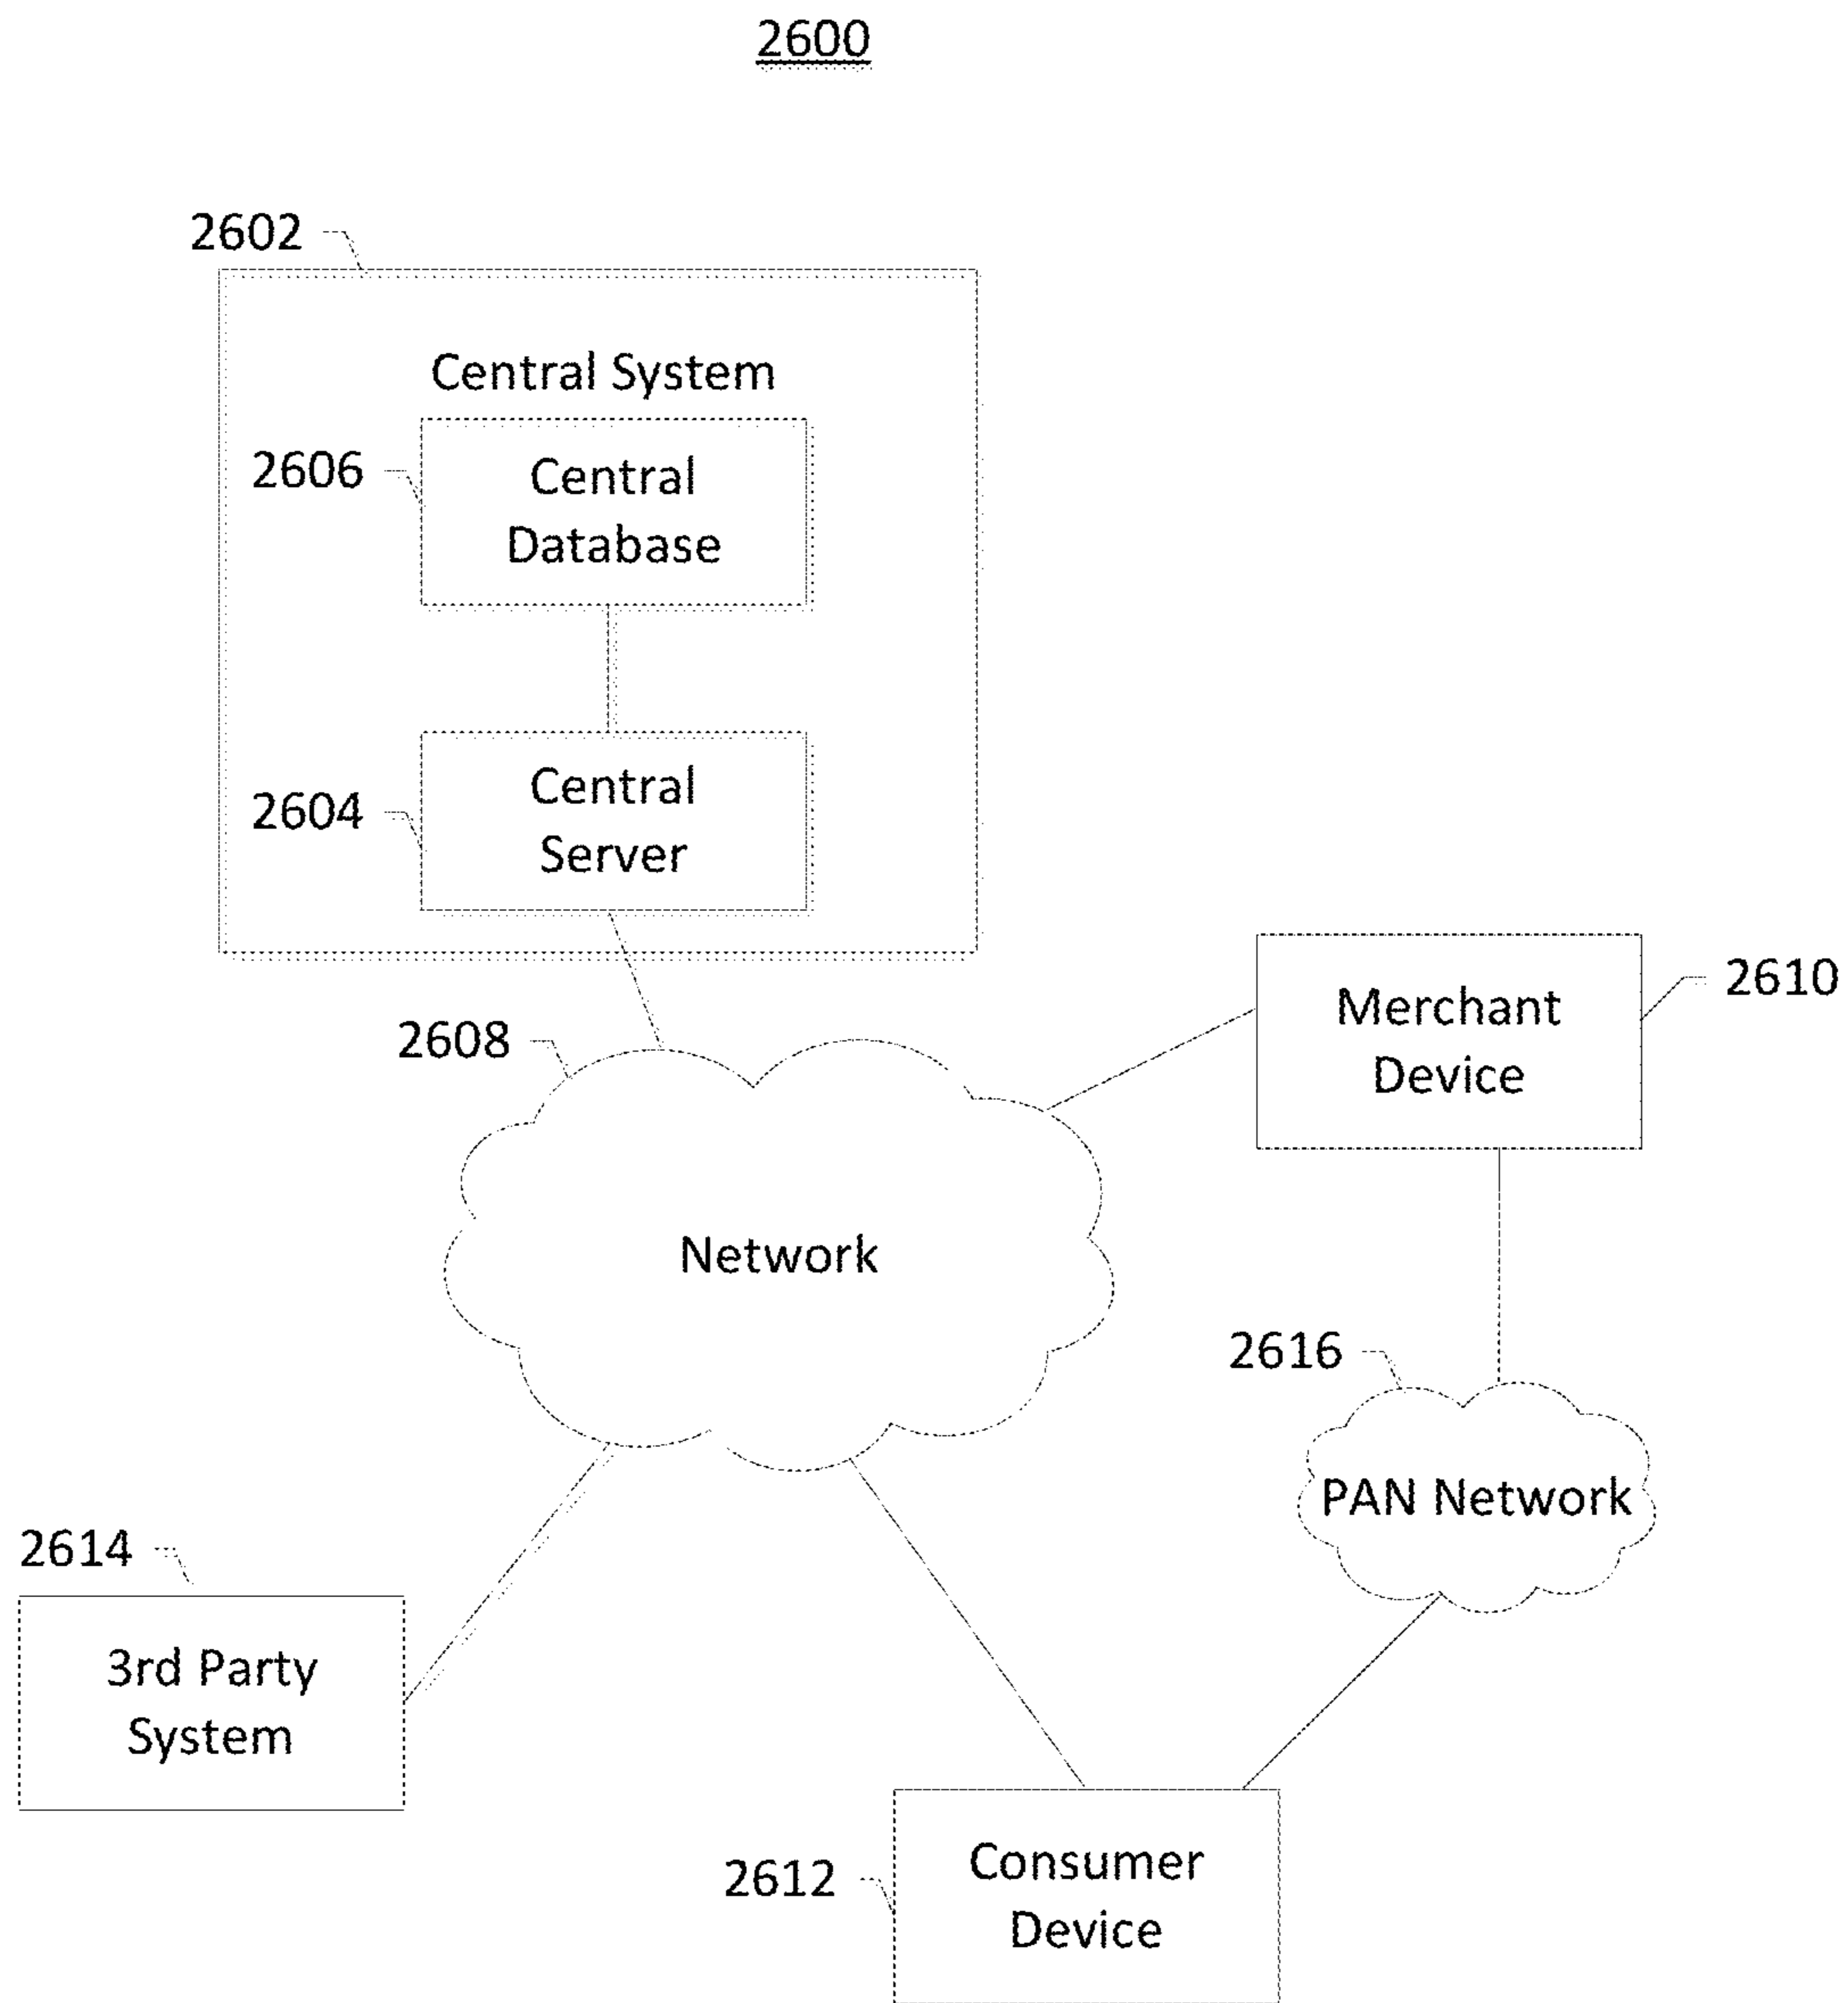 2600
2602
Central System
2606
Central
Database
2604
Central
Server
2608
Merchant
Device
2610
Network
2616
PAN Network
2614
3rd Party
System
2612
Consumer
Device